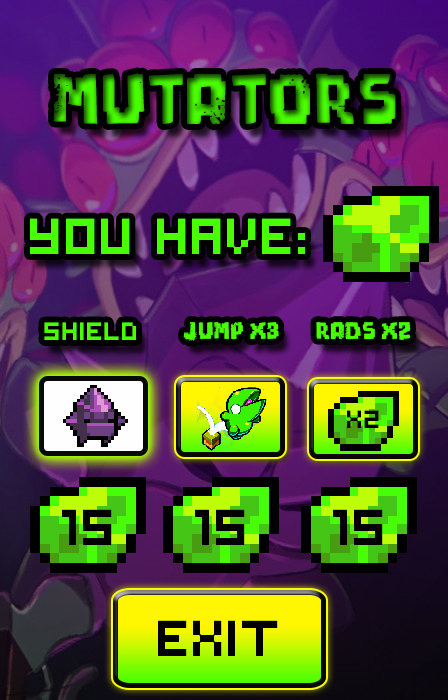 MUTATORS
YOU HAVE:
SHIELD JUMP X3 RADS X2
X2
15 15 15
EXIT